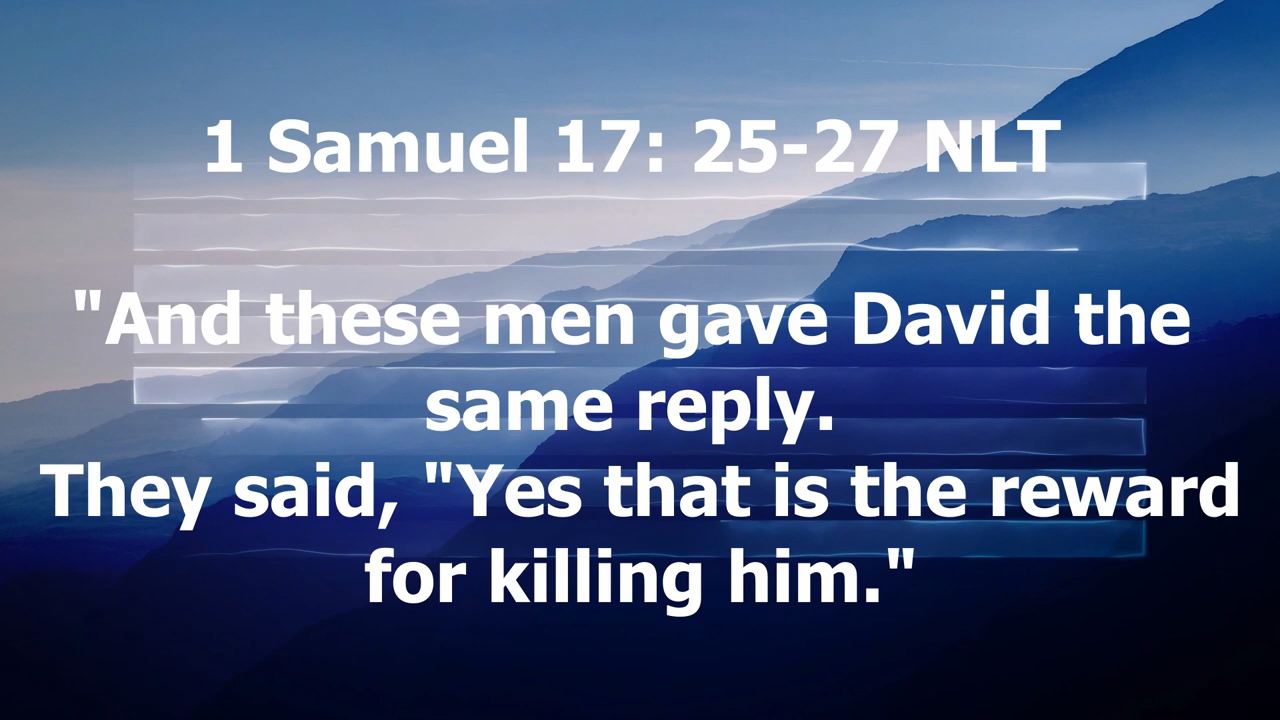 1 Samuel 17: 25-27 NLT
"And these men gave David the
same reply.
They said, "Yes that is the reward
for killing him."